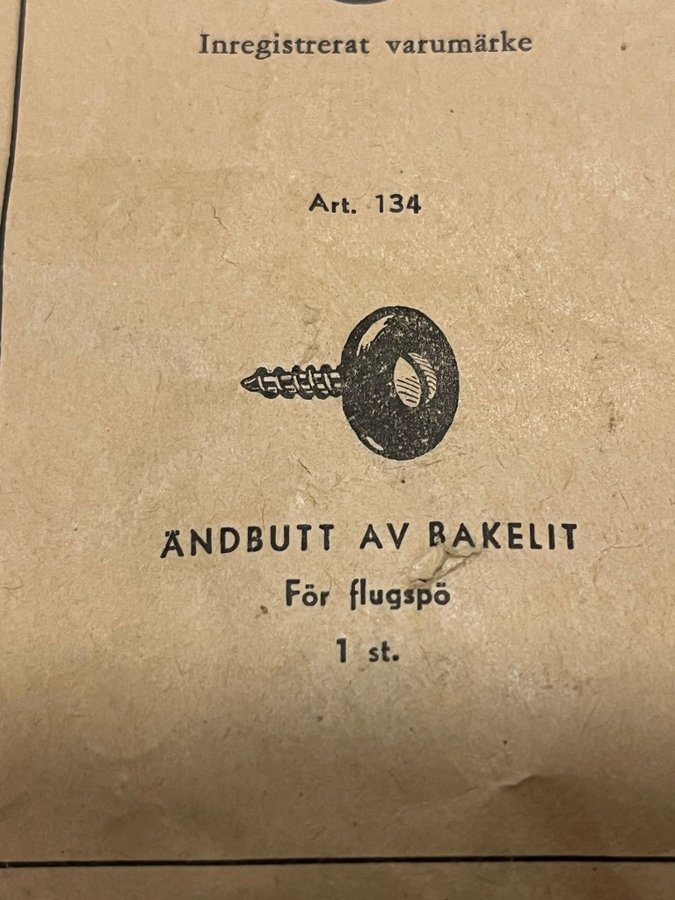 Inregistrerat varumärke
Art. 134
ÄNDBUTT AV BAKELIT
För flugspö
1 st.